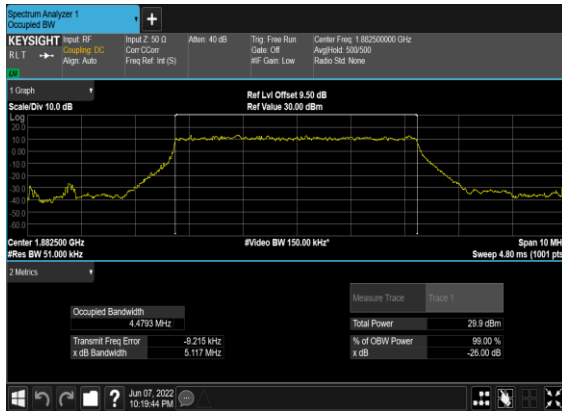 Spectrum Analyzer 1
Occupied BW
+
KEYSIGHT
RLT
LXI
Input: RF
Coupling: DC
Align: Auto
Input Z: 50 Ω
Corr CCorr
Freq Ref: Int (S)
Atten: 40 dB
Trig: Free Run
Gate: Off
#IF Gain: Low
Center Freq: 1.882500000 GHz
Avg|Hold: 500/500
Radio Std: None
1 Graph
Scale/Div 10.0 dB
Ref Lvl Offset 9.50 dB
Ref Value 30.00 dBm
Log
20.0
10.0
0.00
-10.0
-20.0
-30.0
-40.0
-50.0
-60.0
Center 1.882500 GHz
#Res BW 51.000 kHz
#Video BW 150.00 kHz*
Span 10 MH
Sweep 4.80 ms (1001 pts
2 Metrics
Measure Trace Trace 1
Occupied Bandwidth
4.4793 MHz
Total Power 29.9 dBm
Transmit Freq Error -9.215 kHz
% of OBW Power 99.00 %
x dB Bandwidth 5.117 MHz
x dB -26.00 dB
?
Jun 07, 2022
10:19:44 PM